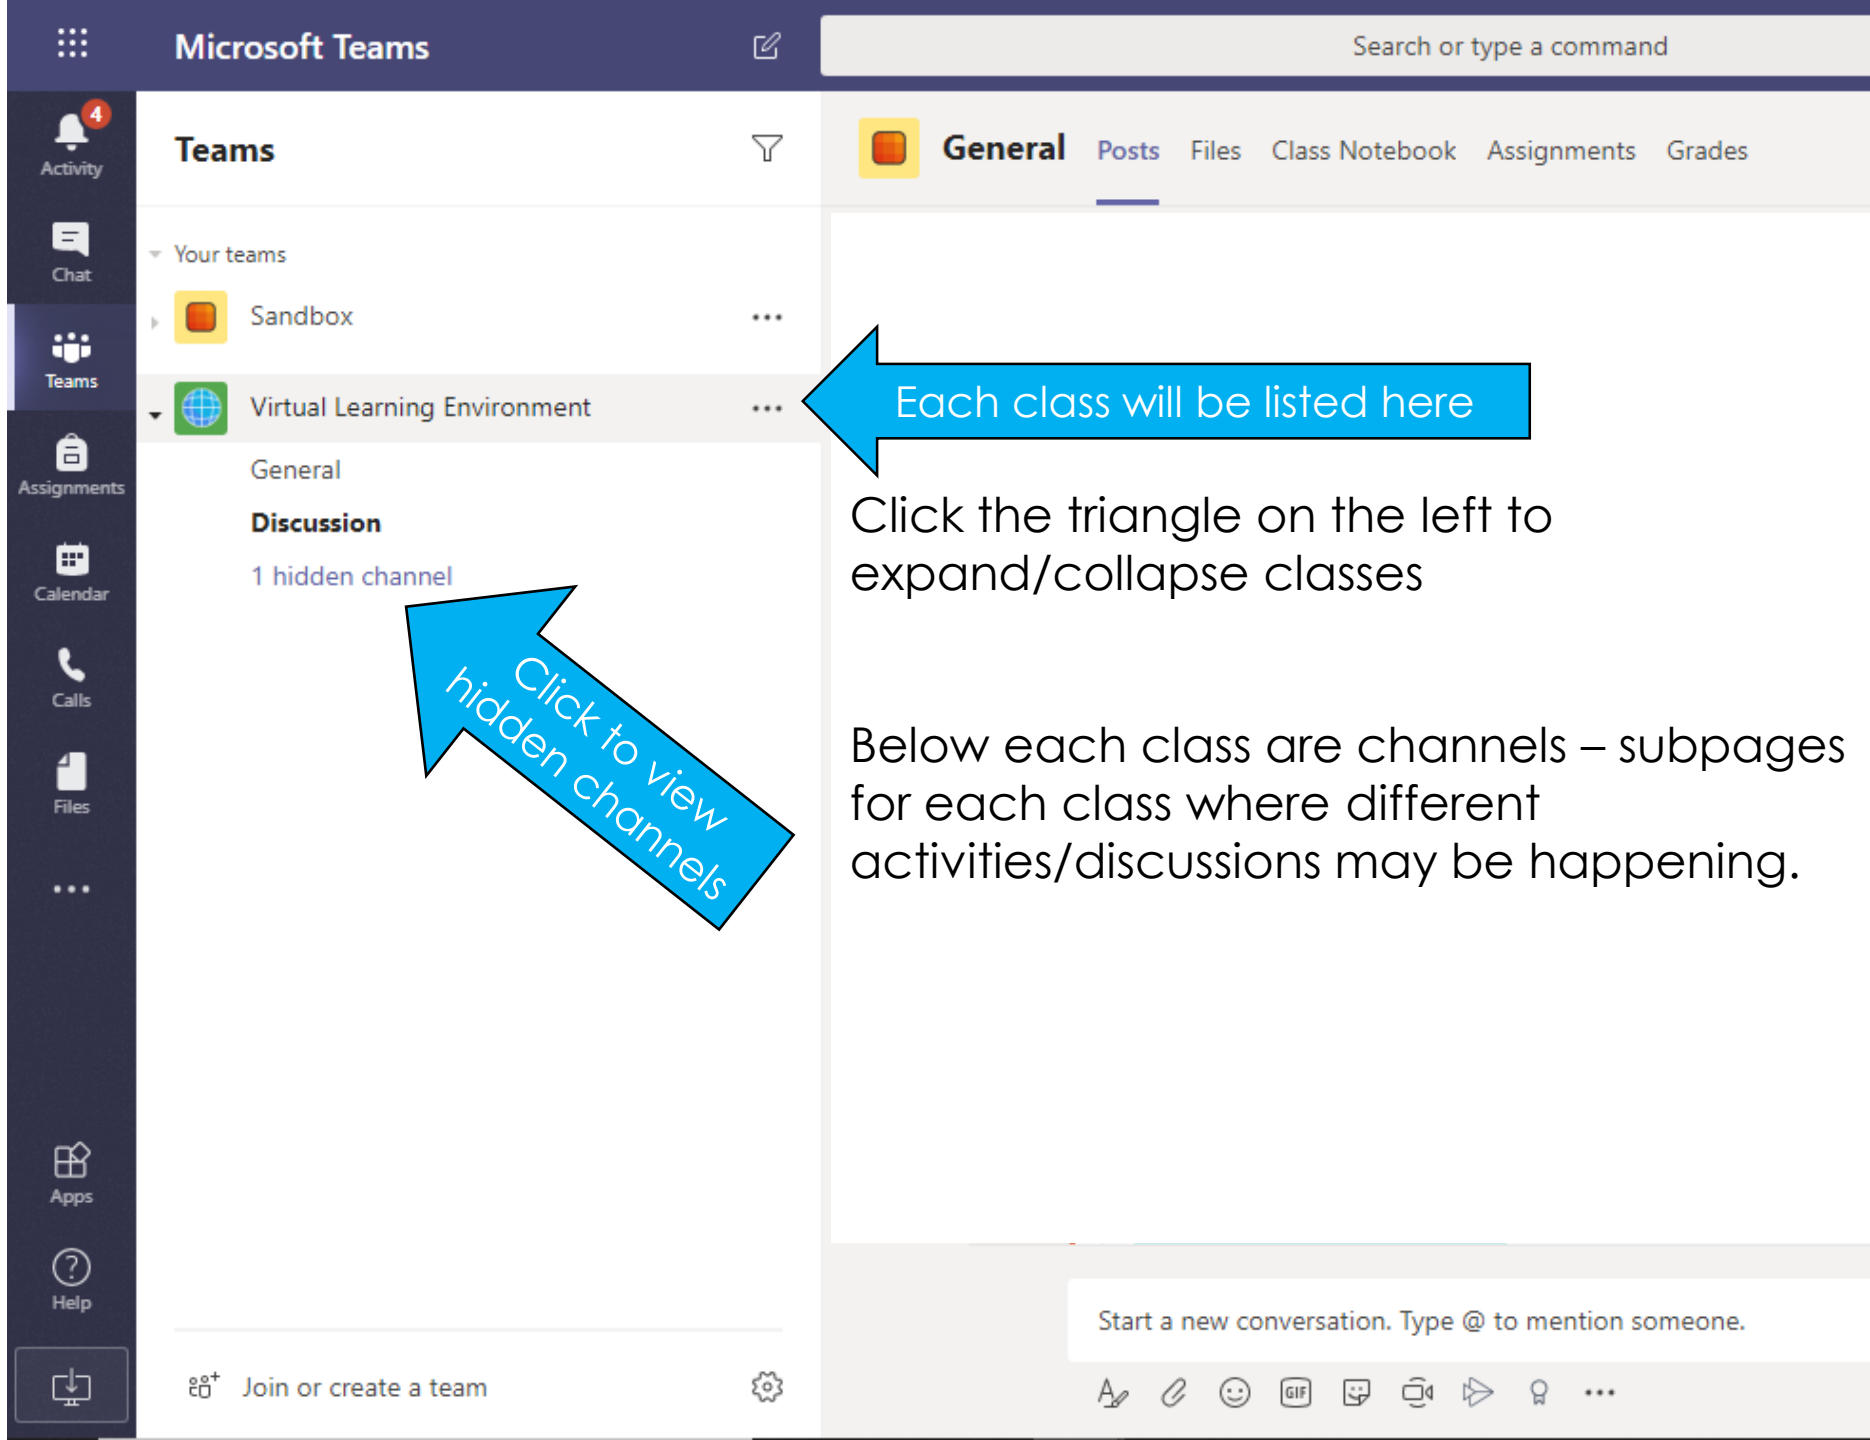 Microsoft Teams
Search or type a command
4
Activity
Chat
Teams
Assignments
Calendar
Calls
Files
Apps
Help
Teams
Your teams
Sandbox
Virtual Learning Environment
General
Discussion
1 hidden channel
Click to view
hidden channels
Join or create a team
General Posts Files Class Notebook Assignments Grades
Each class will be listed here
Click the triangle on the left to
expand/collapse classes
Below each class are channels – subpages
for each class where different
activities/discussions may be happening.
Start a new conversation. Type @ to mention someone.
GIF